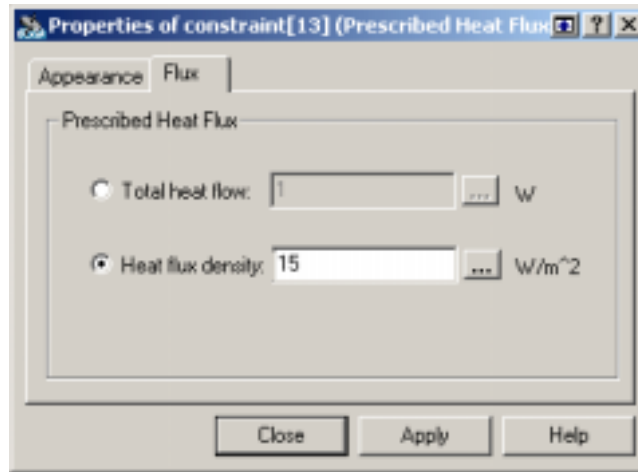 Properties of constraint[13] (Prescribed Heat Flux
Appearance Flux
Prescribed Heat Flux
Total heat flow: 1 ... W
Heat flux density: 15 ... W/m^2
Close Apply Help